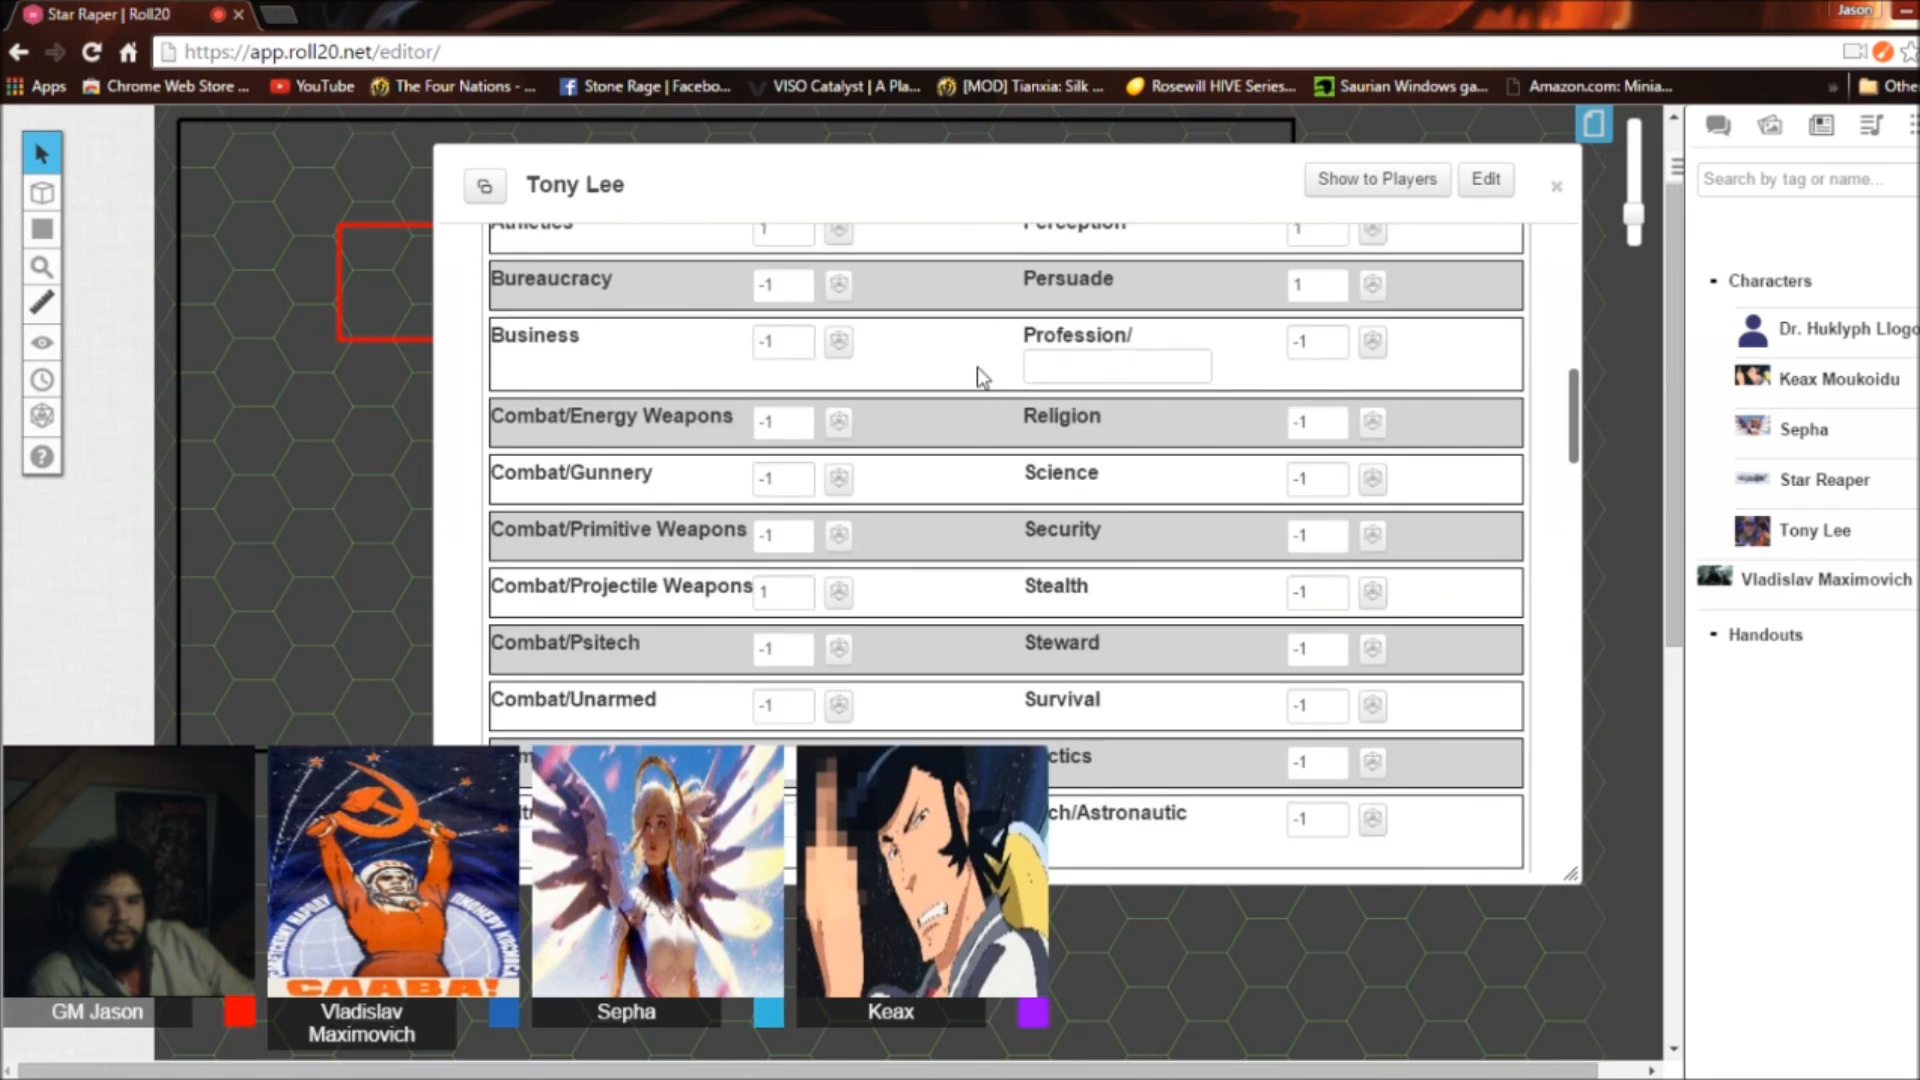 Star Raper | Roll20
Jason
https://app.roll20.net/editor/
Apps
Chrome Web Store ...
YouTube
The Four Nations - ...
Stone Rage | Facebo...
VISO Catalyst | A Pla...
[MOD] Tianxia: Silk ...
Rosewill HIVE Series...
Saurian Windows ga...
Amazon.com: Minia...
»
Othe
Tony Lee
Show to Players
Edit
×
Search by tag or name...
Athletics 1 Perception 1
Bureaucracy -1 Persuade 1
Business -1 Profession/ -1
Combat/Energy Weapons -1 Religion -1
Combat/Gunnery -1 Science -1
Combat/Primitive Weapons -1 Security -1
Combat/Projectile Weapons 1 Stealth -1
Combat/Psitech -1 Steward -1
Combat/Unarmed -1 Survival -1
ctics -1
ch/Astronautic -1
Characters
Dr. Huklyph Llogo
Keax Moukoidu
Sepha
Star Reaper
Tony Lee
Vladislav Maximovich
Handouts
СЛАВА!
GM Jason
Vladislav
Maximovich
Sepha
Keax